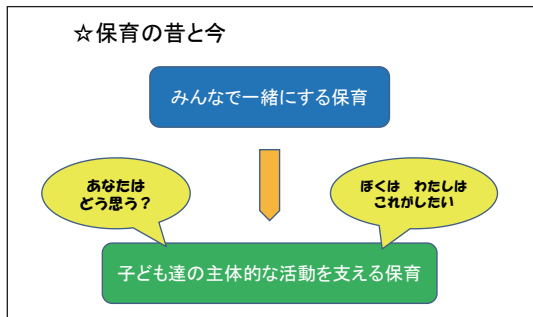 ☆保育の昔と今
みんなで一緒にする保育
あなたは
どう思う？
ぼくは　わたしは
これがしたい
子ども達の主体的な活動を支える保育